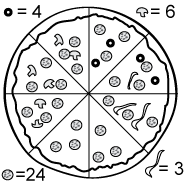 = 4
= 6
=24
= 3